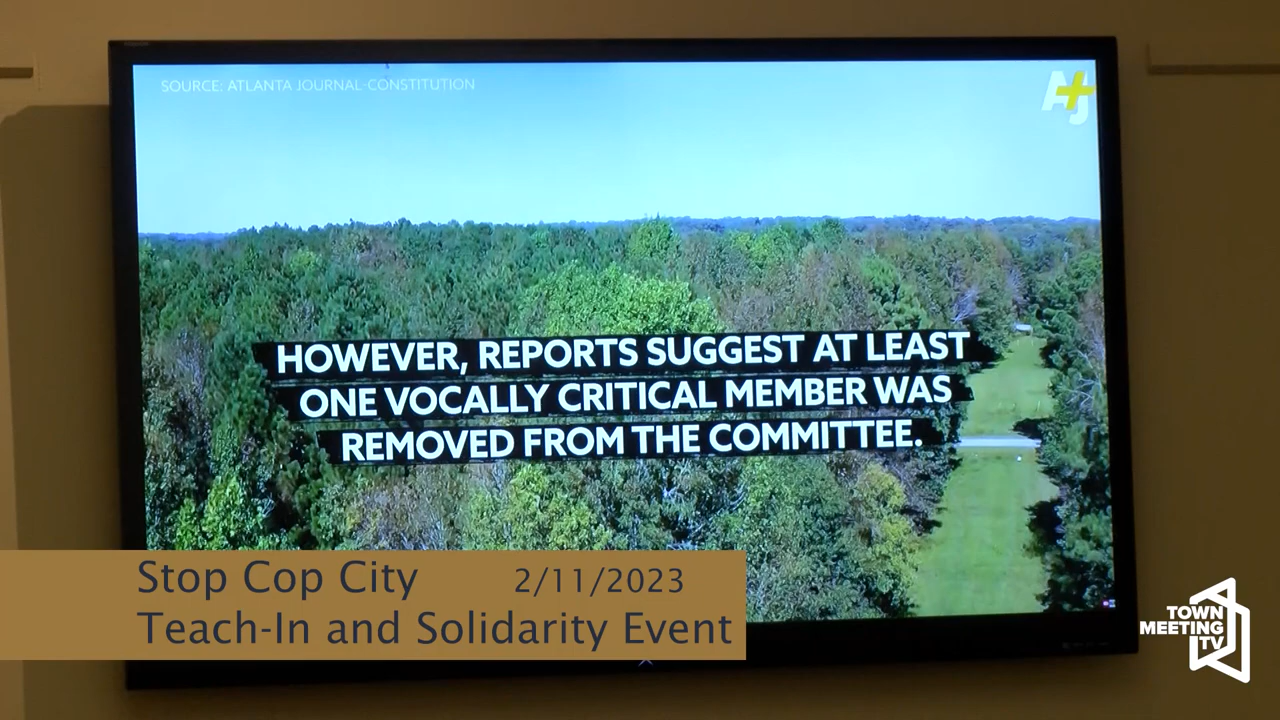 SOURCE: ATLANTA JOURNAL-CONSTITUTION
AJ+
HOWEVER, REPORTS SUGGEST AT LEAST
ONE VOCALLY CRITICAL MEMBER WAS
REMOVED FROM THE COMMITTEE.
Stop Cop City 2/11/2023
Teach-In and Solidarity Event
TOWN
MEETING
TV